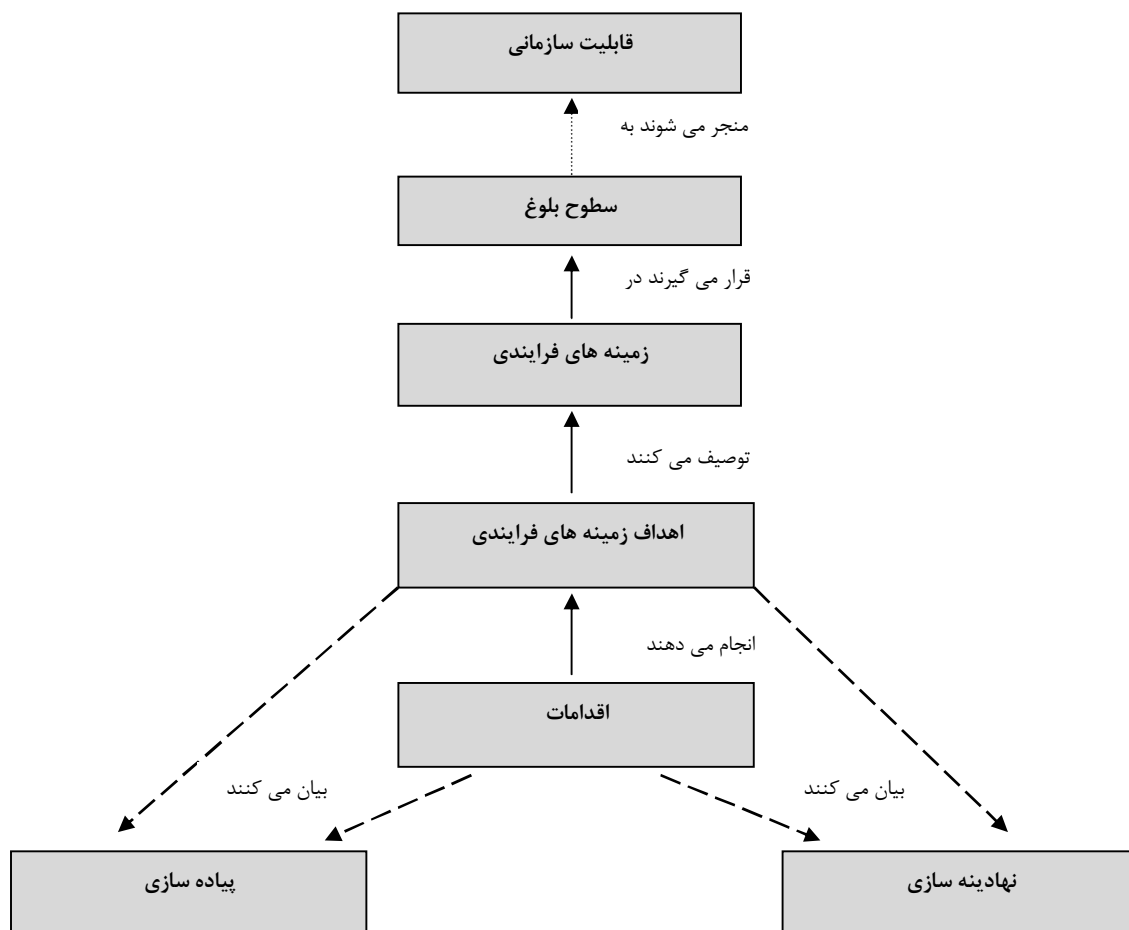 قابلیت سازمانی
منجر می شوند به
سطوح بلوغ
قرار می گیرند در
زمینه های فرایندی
توصیف می کنند
اهداف زمینه های فرایندی
انجام می دهند
اقدامات
بیان می کنند
بیان می کنند
نهادینه سازی
پیاده سازی